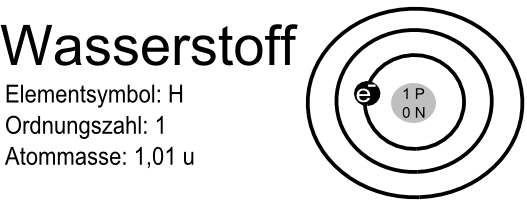 Wasserstoff
Elementsymbol: H
Ordnungszahl: 1
Atommasse: 1,01 u
e⁻
1 P
0 N